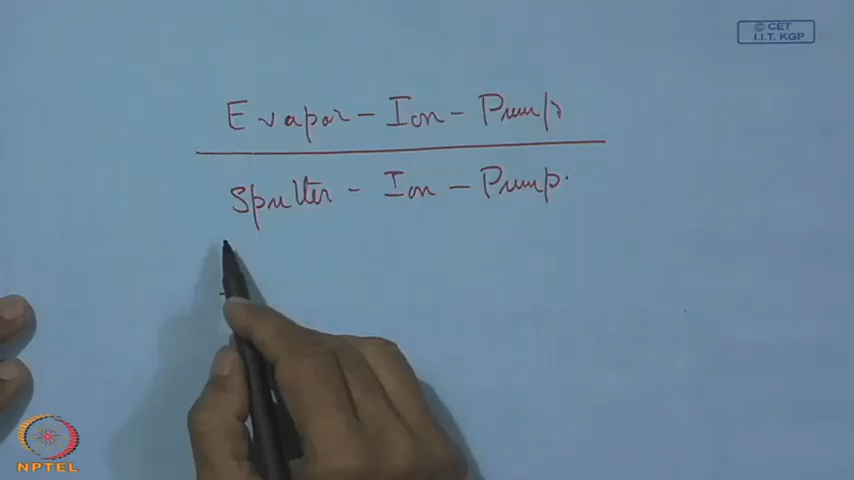 © CET
I.I.T. KGP
Evapor-Ion-Pump
Sputter-Ion-Pump.
NPTEL